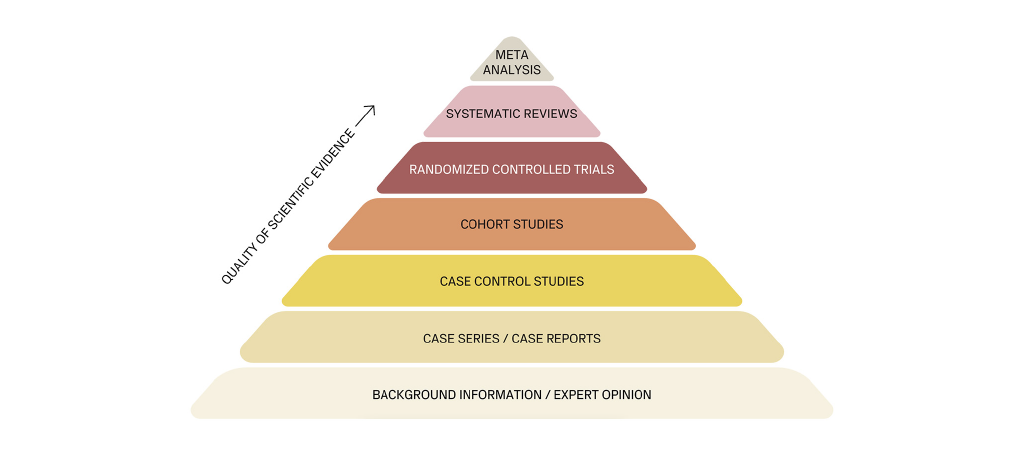 META
ANALYSIS
SYSTEMATIC REVIEWS
RANDOMIZED CONTROLLED TRIALS
COHORT STUDIES
CASE CONTROL STUDIES
CASE SERIES / CASE REPORTS
BACKGROUND INFORMATION / EXPERT OPINION
QUALITY OF SCIENTIFIC EVIDENCE